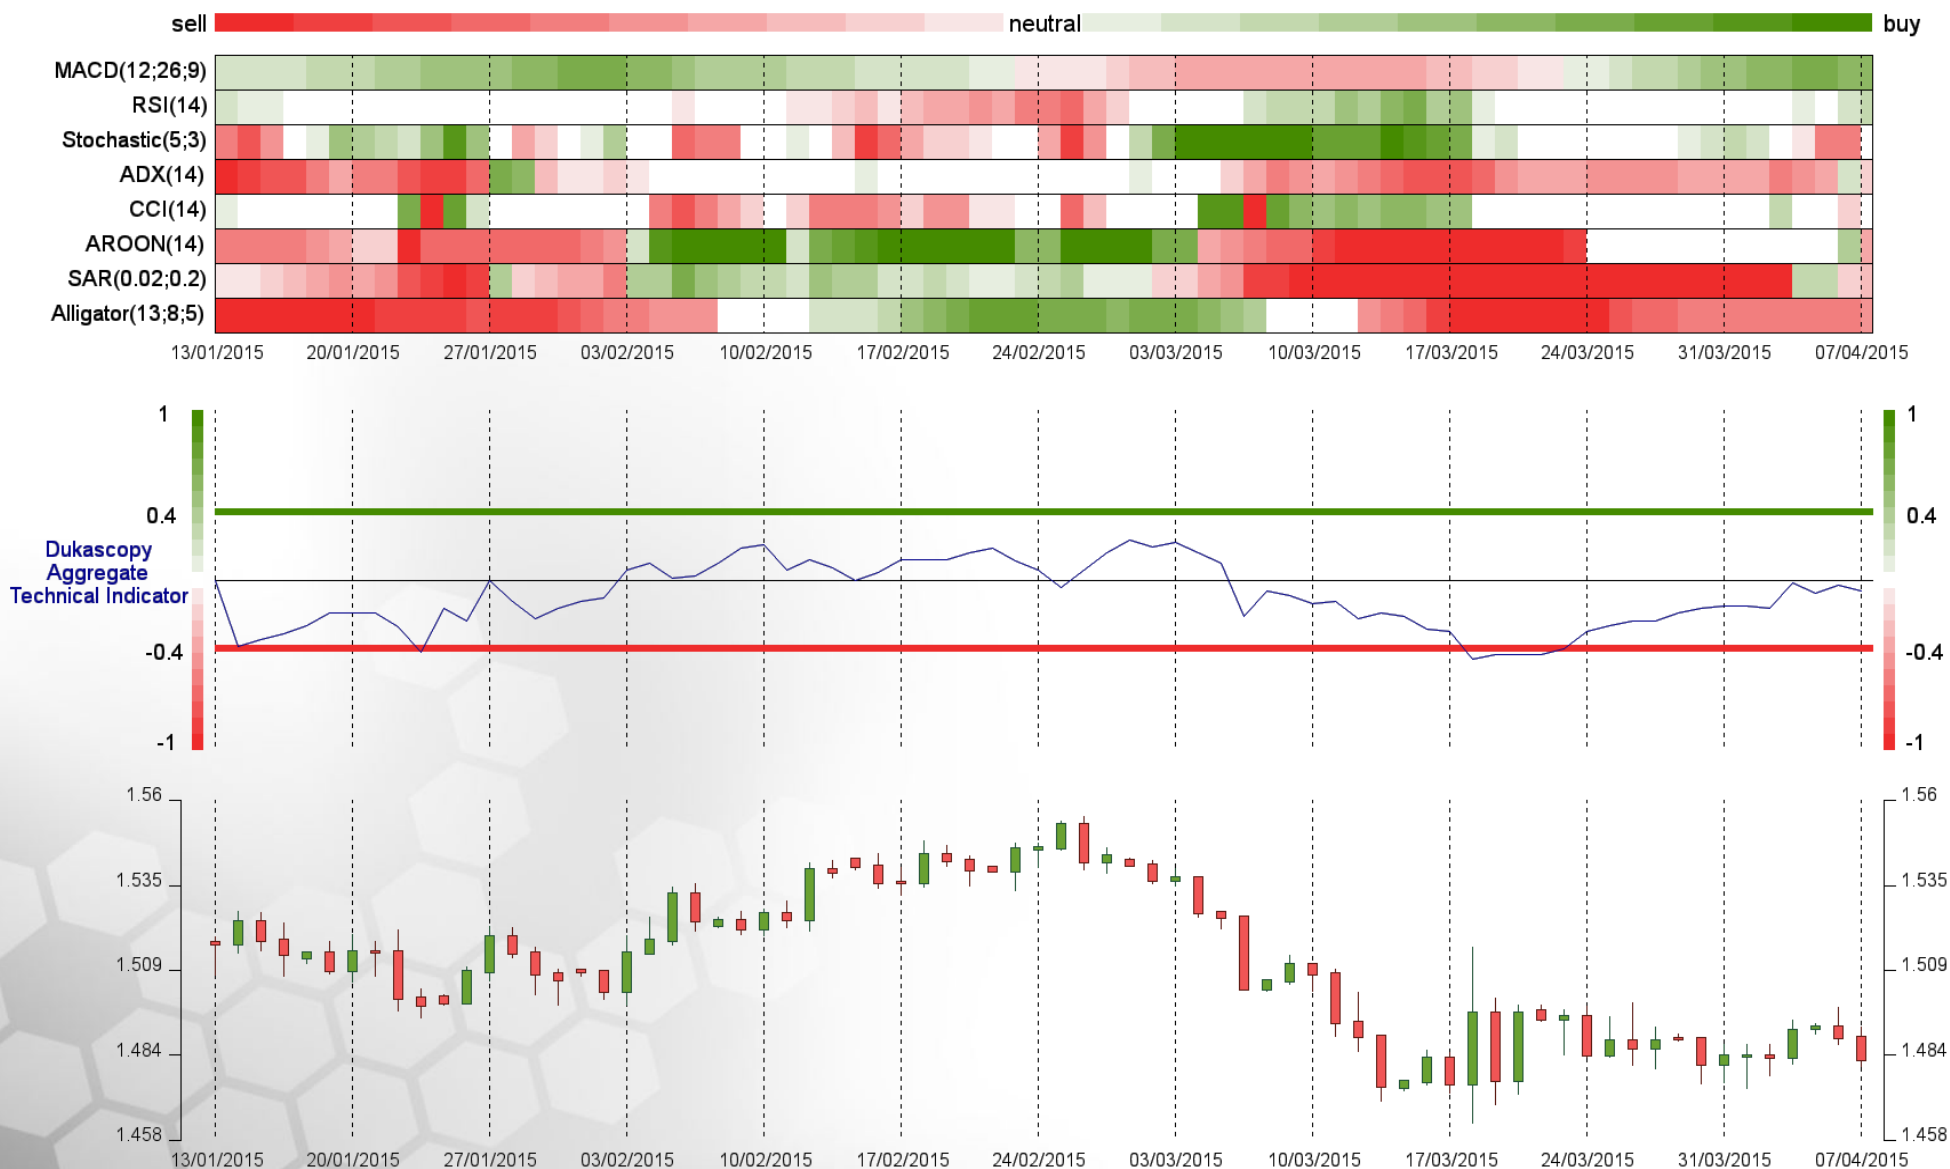 sell neutral buy
MACD(12;26;9)
RSI(14)
Stochastic(5;3)
ADX(14)
CCI(14)
AROON(14)
SAR(0.02;0.2)
Alligator(13;8;5)
13/01/2015 20/01/2015 27/01/2015 03/02/2015 10/02/2015 17/02/2015 24/02/2015 03/03/2015 10/03/2015 17/03/2015 24/03/2015 31/03/2015 07/04/2015
1 1
0.4 0.4
Dukascopy
Aggregate
Technical Indicator
-0.4 -0.4
-1 -1
1.56 1.56
1.535 1.535
1.509 1.509
1.484 1.484
1.458 1.458
13/01/2015 20/01/2015 27/01/2015 03/02/2015 10/02/2015 17/02/2015 24/02/2015 03/03/2015 10/03/2015 17/03/2015 24/03/2015 31/03/2015 07/04/2015